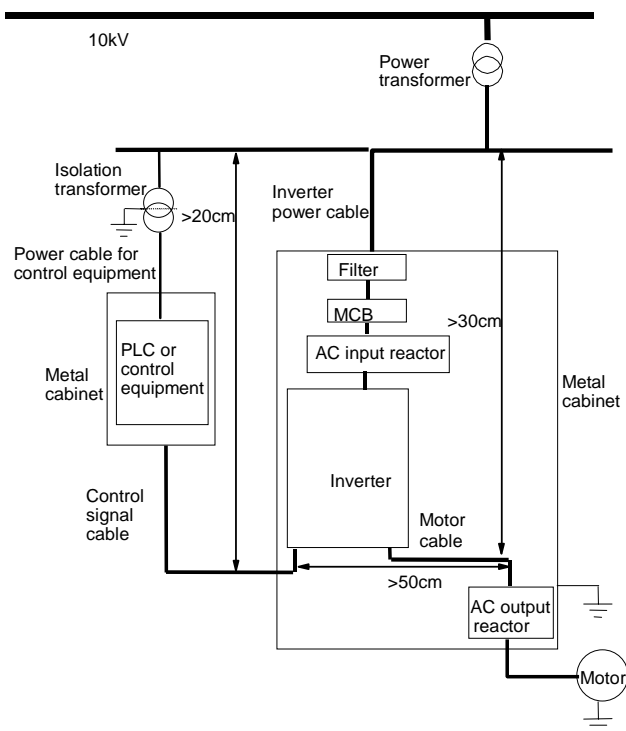 10kV
Power
transformer
Isolation
transformer
>20cm
Inverter
power cable
Power cable for
control equipment
Filter
MCB
>30cm
AC input reactor
PLC or
control
equipment
Metal
cabinet
Metal
cabinet
Inverter
Control
signal
cable
Motor
cable
>50cm
AC output
reactor
Motor